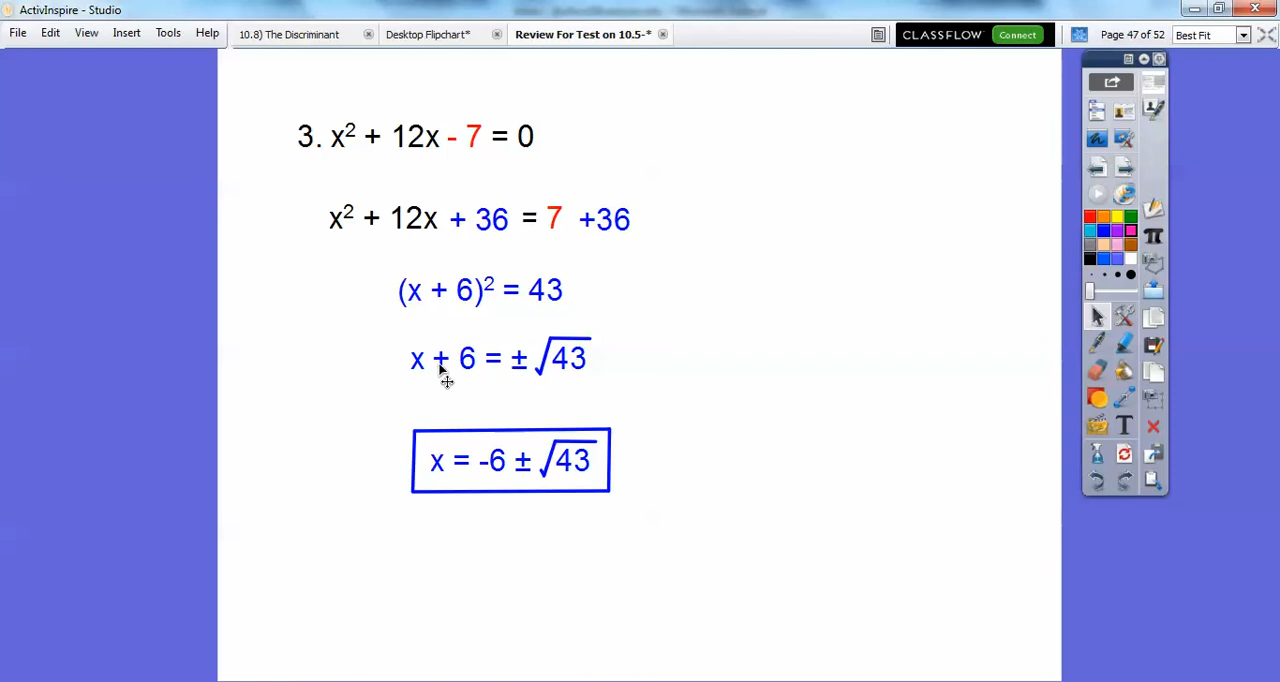 ActivInspire - Studio
File Edit View Insert Tools Help
10.8) The Discriminant
Desktop Flipchart*
Review For Test on 10.5-*
CLASSFLOW Connect
Page 47 of 52
Best Fit
3. x² + 12x - 7 = 0
x² + 12x + 36 = 7 +36
(x + 6)² = 43
x + 6 = ± √43
x = -6 ± √43